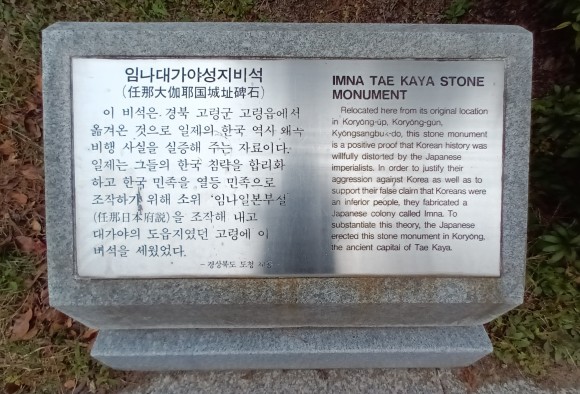 임나대가야성지비석
(任那大伽耶国城址碑石)
이 비석은 경북 고령군 고령읍에서
옮겨온 것으로 일제의 한국 역사 왜곡
비행 사실을 실증해 주는 자료이다.
일제는 그들의 한국 침략을 합리화
하고 한국 민족을 열등 민족으로
조작하기 위해 소위 '임나일본부설
(任那日本府説)을 조작해 내고
대가야의 도읍지였던 고령에 이
비석을 세웠었다.
- 경상북도 도청
IMNA TAE KAYA STONE
MONUMENT
Relocated here from its original location
in Koryŏng-ŭp, Koryŏng-gun,
Kyŏngsangbuk-do, this stone monument
is a positive proof that Korean history was
willfully distorted by the Japanese
imperialists. In order to justify their
aggression against Korea as well as to
support their false claim that Koreans were
an inferior people, they fabricated a
Japanese colony called Imna. To
substantiate this theory, the Japanese
erected this stone monument in Koryŏng,
the ancient capital of Tae Kaya.